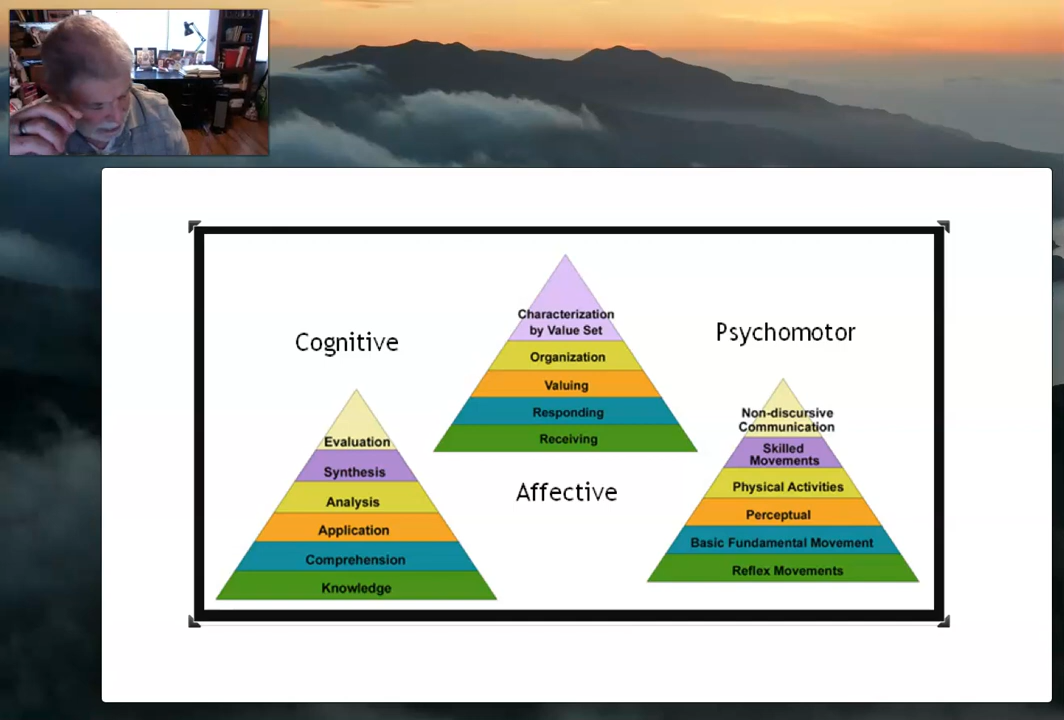 Cognitive
Evaluation
Synthesis
Analysis
Application
Comprehension
Knowledge
Characterization
by Value Set
Organization
Valuing
Responding
Receiving
Affective
Psychomotor
Non-discursive
Communication
Skilled
Movements
Physical Activities
Perceptual
Basic Fundamental Movement
Reflex Movements